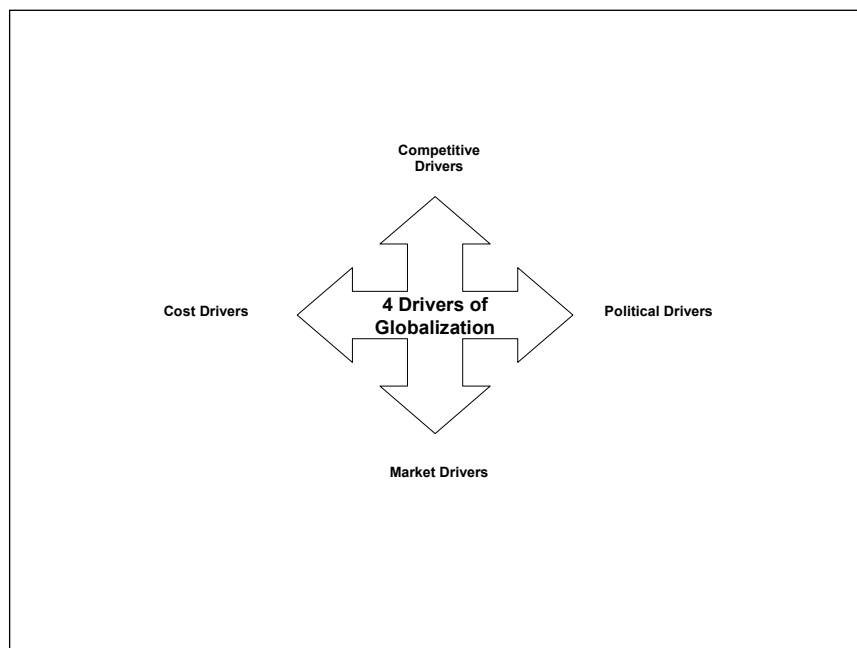 Competitive
Drivers
Cost Drivers
4 Drivers of
Globalization
Political Drivers
Market Drivers